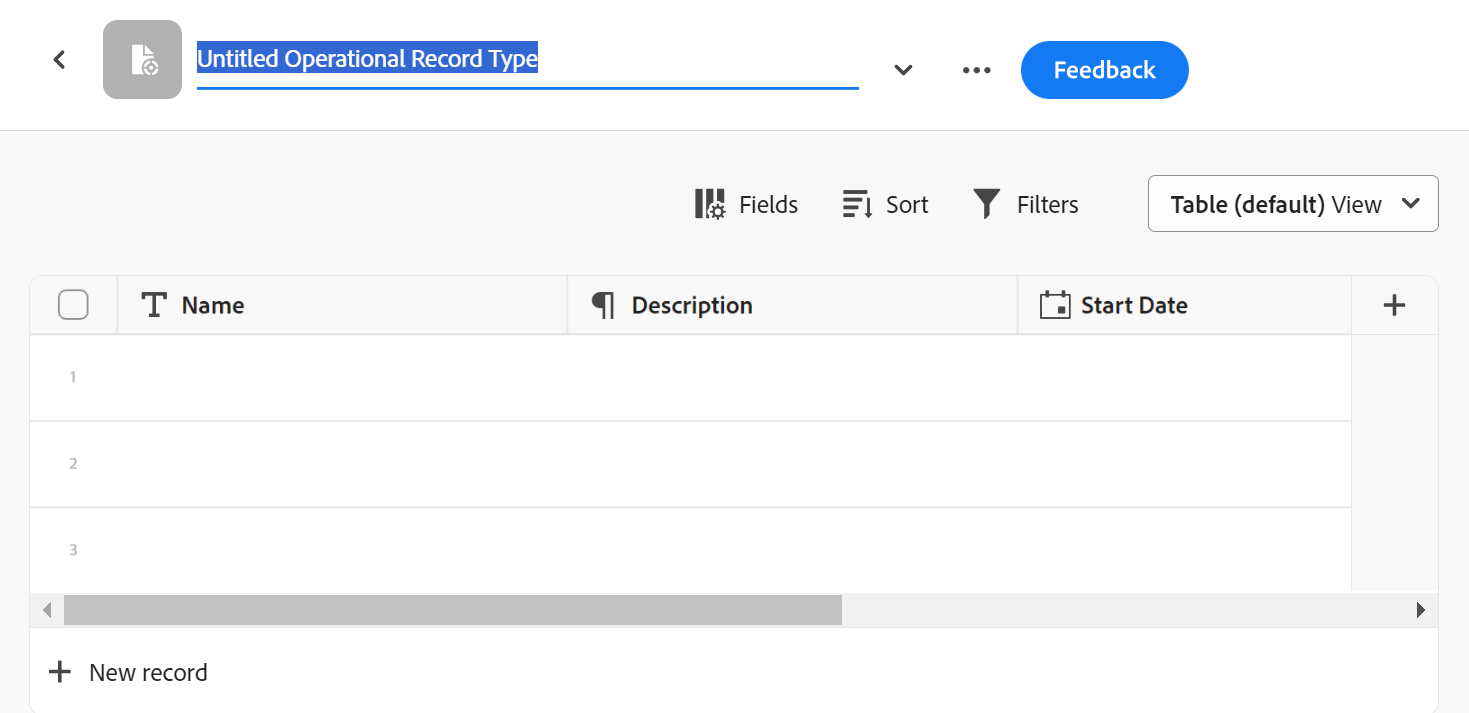 Untitled Operational Record Type
Feedback
Fields Sort Filters Table (default) View
Name Description Start Date
1
2
3
New record